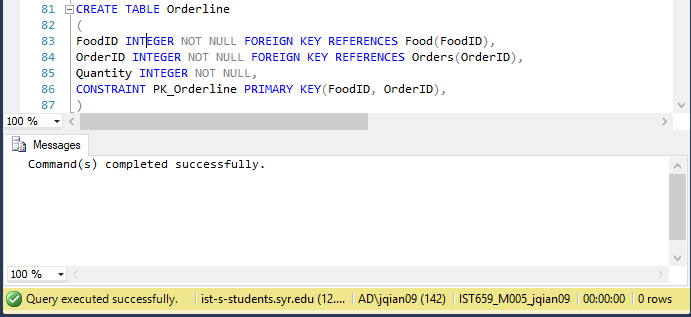 81 CREATE TABLE Orderline
82 (
83 FoodID INTEGER NOT NULL FOREIGN KEY REFERENCES Food(FoodID),
84 OrderID INTEGER NOT NULL FOREIGN KEY REFERENCES Orders(OrderID),
85 Quantity INTEGER NOT NULL,
86 CONSTRAINT PK_Orderline PRIMARY KEY(FoodID, OrderID),
87 )
100 %
Messages
Command(s) completed successfully.
100 %
Query executed successfully. ist-s-students.syr.edu (12.... AD\jqian09 (142) IST659_M005_jqian09 00:00:00 0 rows